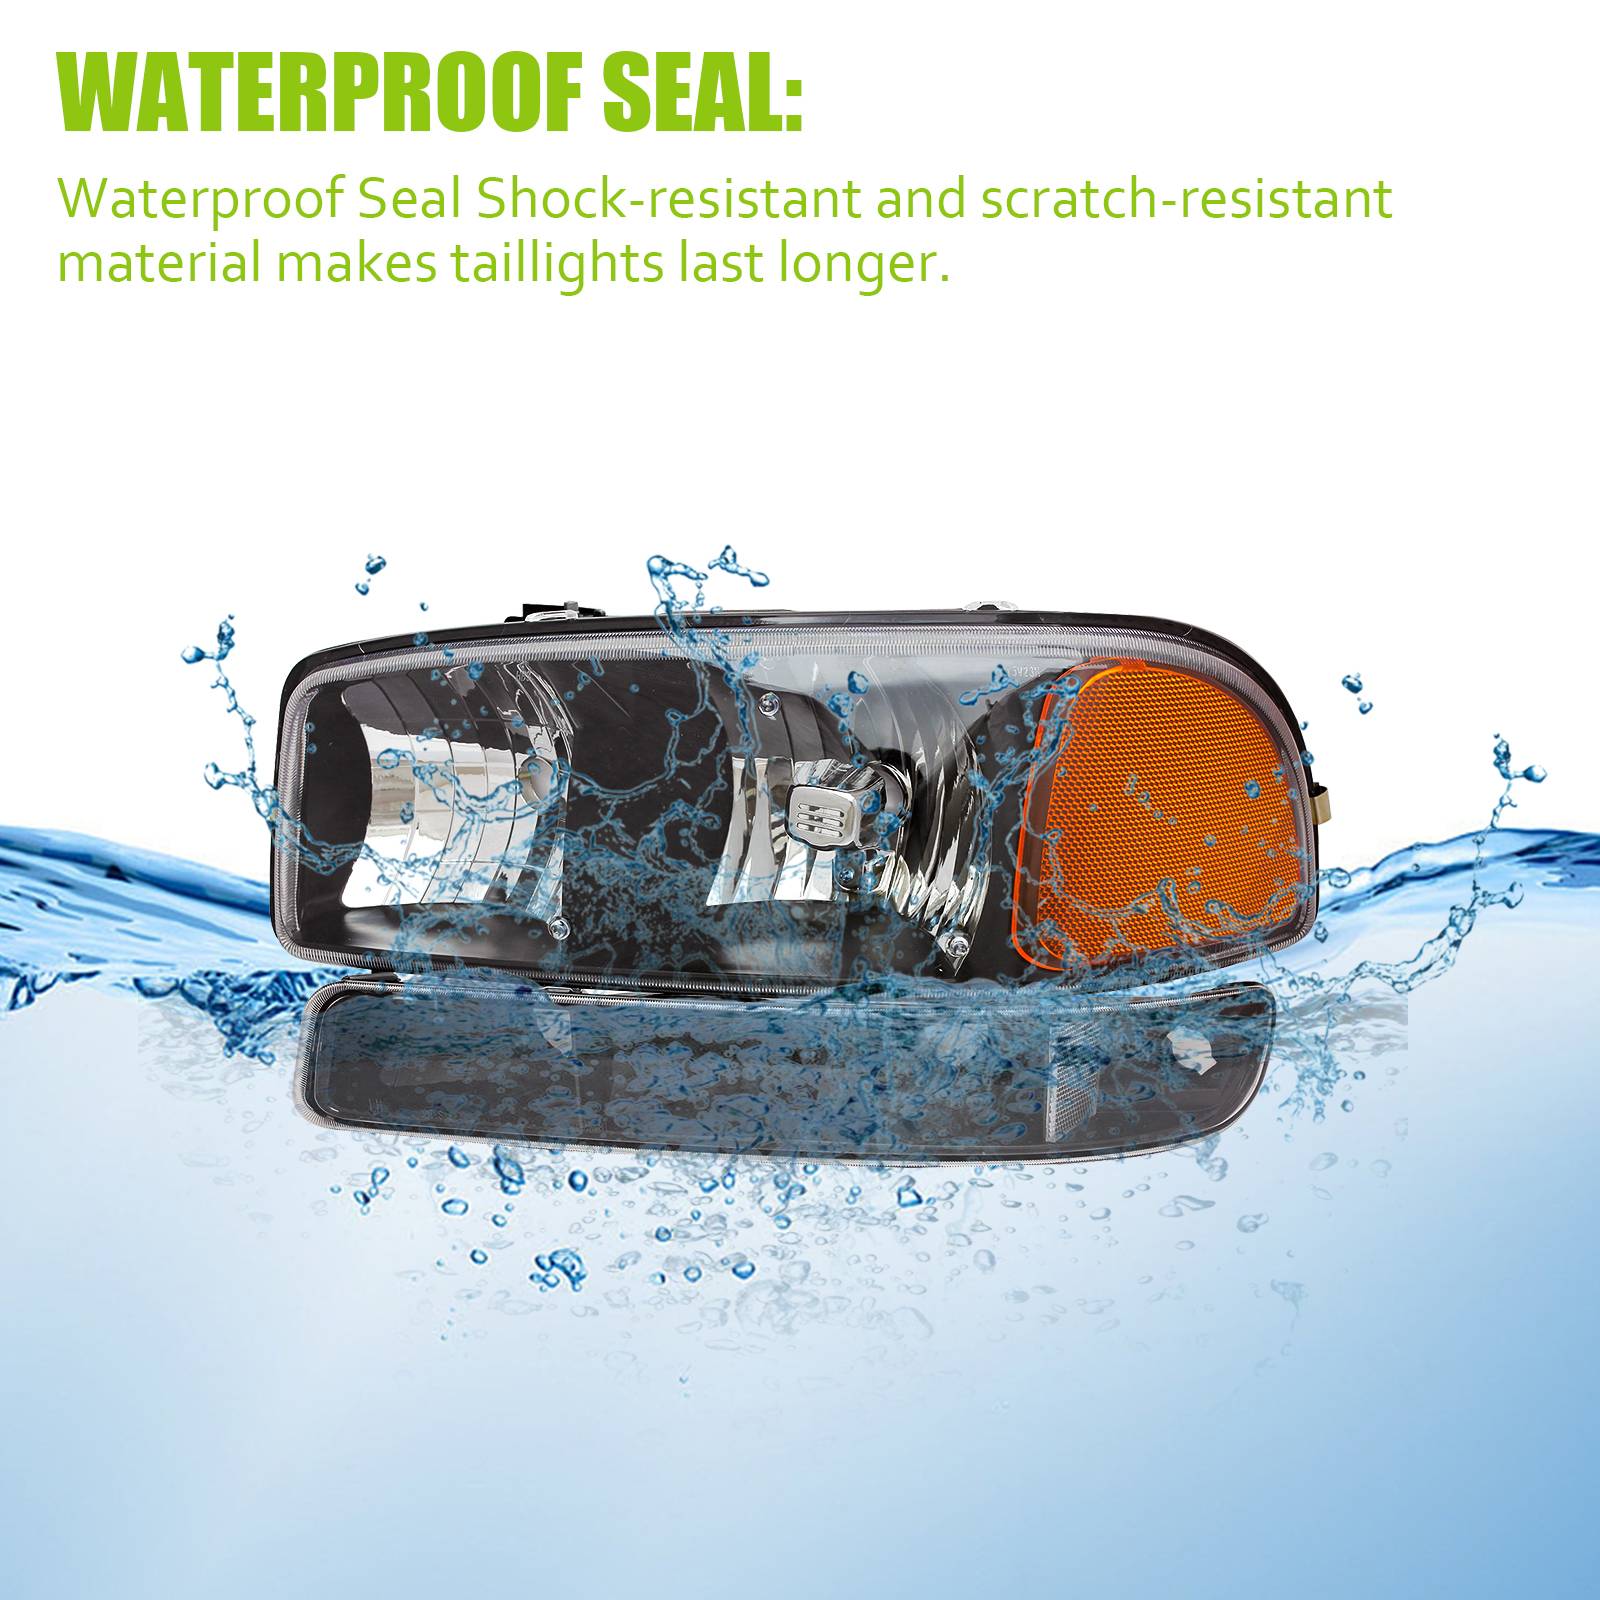 WATERPROOF SEAL:
Waterproof Seal Shock-resistant and scratch-resistant
material makes taillights last longer.